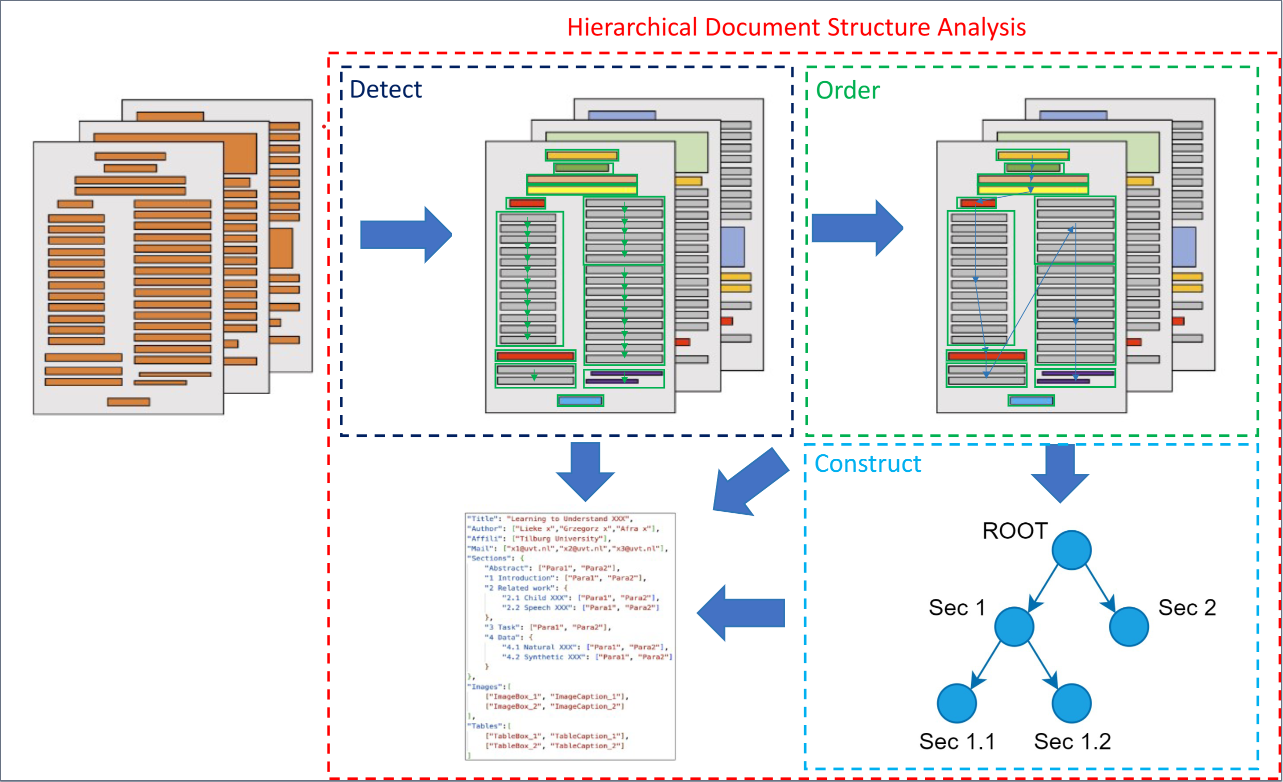 Hierarchical Document Structure Analysis
Detect
Order
"Title": "Learning to Understand XXX",
"Author": ["Lieke x","Grzegorz x","Afra x"],
"Affili": ["Tilburg University"],
"Mail": ["x1@uvt.nl","x2@uvt.nl","x3@uvt.nl"],
"Sections": {
"Abstract": ["Para1", "Para2"],
"1 Introduction": ["Para1", "Para2"],
"2 Related work": {
"2.1 Child XXX": ["Para1", "Para2"],
"2.2 Speech XXX": ["Para1", "Para2"]
},
"3 Task": ["Para1", "Para2"],
"4 Data": {
"4.1 Natural XXX": ["Para1", "Para2"],
"4.2 Synthetic XXX": ["Para1", "Para2"]
}
},
"Images":[
["ImageBox_1", "ImageCaption_1"],
["ImageBox_2", "ImageCaption_2"]
],
"Tables":[
["TableBox_1", "TableCaption_1"],
["TableBox_2", "TableCaption_2"]
]
Construct
ROOT
Sec 1
Sec 2
Sec 1.1
Sec 1.2